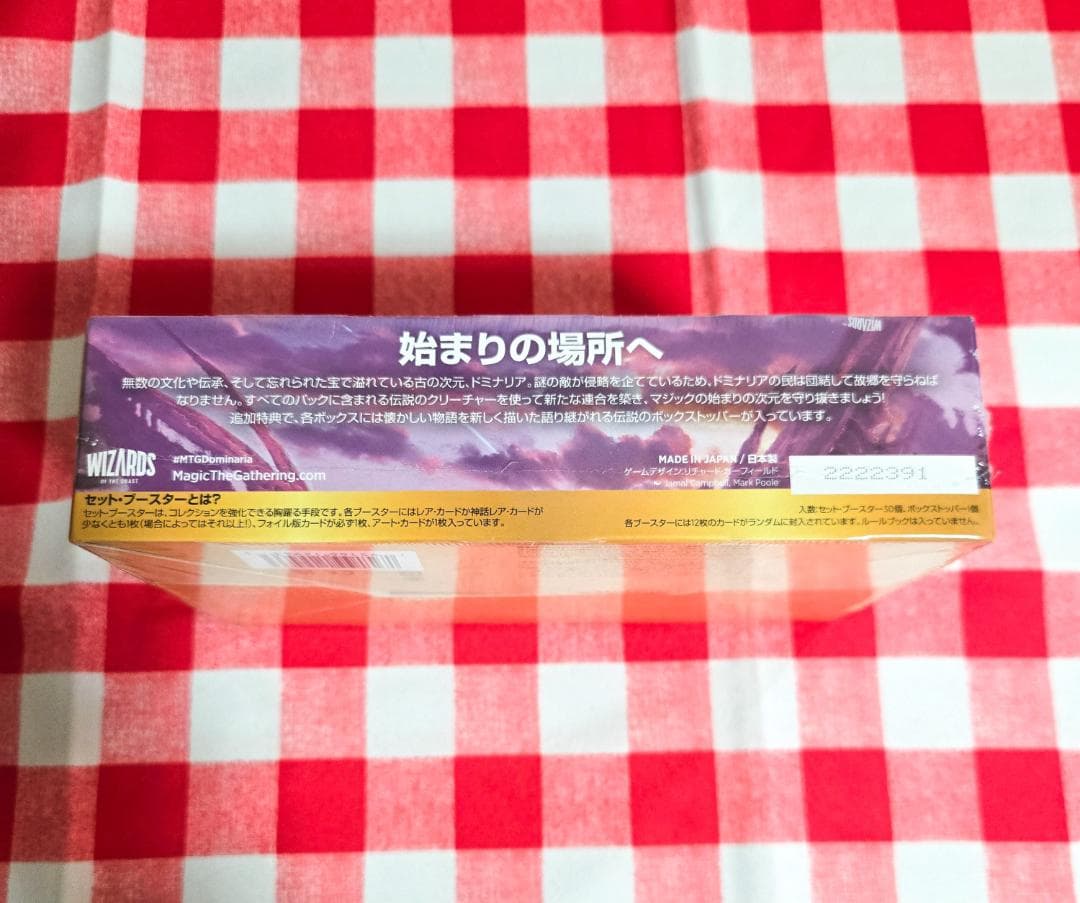 始まりの場所へ
無数の文化や伝承、そして忘れられた宝で溢れている古の次元、ドミナリア。謎の敵が侵略を企てているため、ドミナリアの民は団結して故郷を守らねば
なりません。すべてのパックに含まれる伝説のクリーチャーを使って新たな連合を築き、マジックの始まりの次元を守り抜きましょう!
追加特典で、各ボックスには懐かしい物語を新しく描いた語り継がれる伝説のボックストッパーが入っています。
WIZARDS
WIZARDS
OF THE COAST
#MTGDominaria
MagicTheGathering.com
MADE IN JAPAN / 日本製
ゲームデザイン:リチャード・ガーフィールド
Jamal Campbell, Mark Poole
2222391
セット・ブースターとは?
セット・ブースターは、コレクションを強化できる胸躍る手段です。各ブースターにはレア・カードか神話レア・カードが
少なくとも1枚(場合によってはそれ以上!)、フォイル版カードが必ず1枚、アート・カードが1枚入っています。
入数:セット・ブースター30個、ボックストッパー1個
各ブースターには12枚のカードがランダムに封入されています。ルールブックは入っていません。